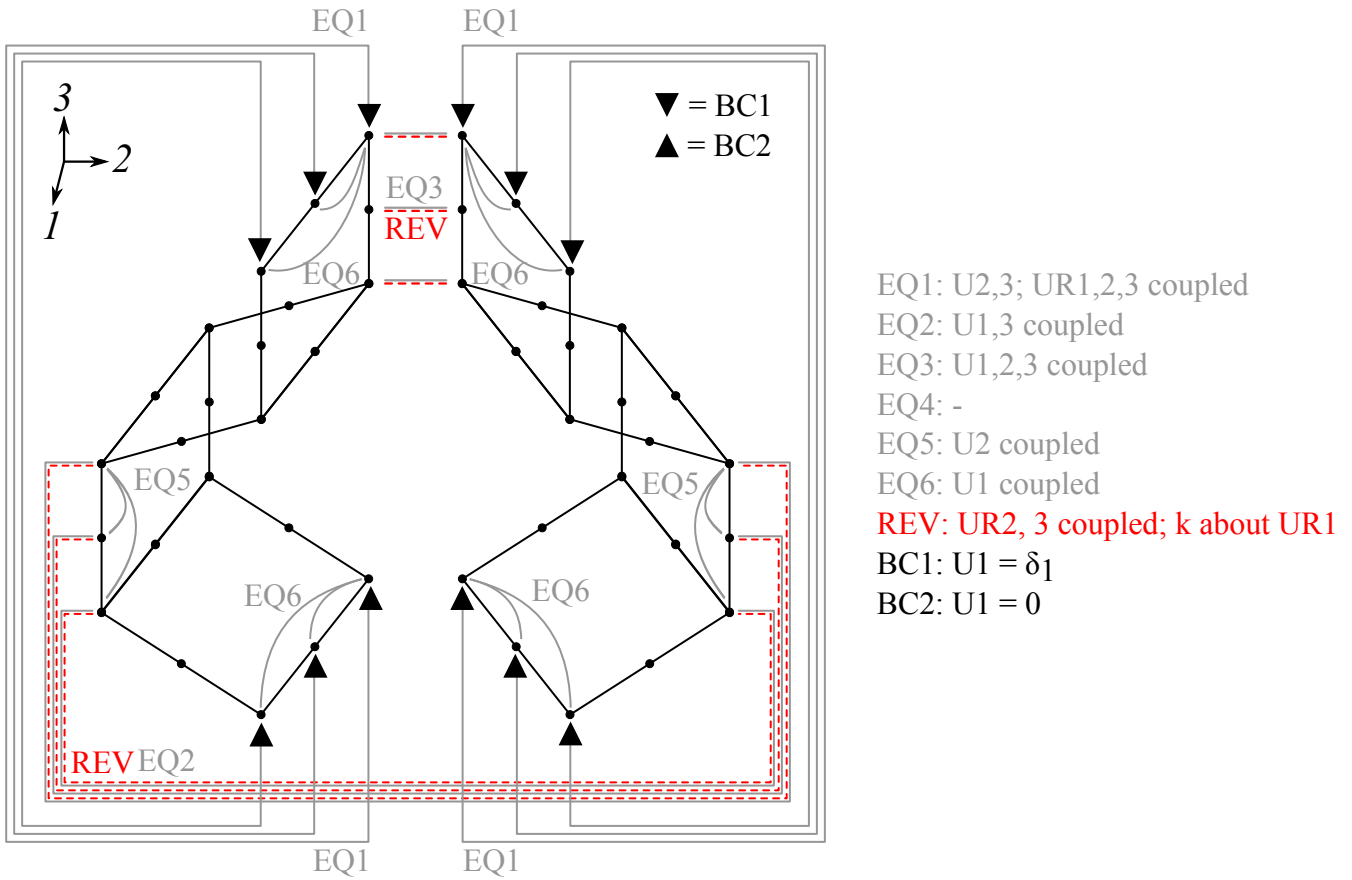 EQ1 EQ1
3
2
1
▼ = BC1
▲ = BC2
EQ3
REV
EQ6 EQ6
EQ5 EQ5
EQ6 EQ6
REV EQ2
EQ1 EQ1
EQ1: U2,3; UR1,2,3 coupled
EQ2: U1,3 coupled
EQ3: U1,2,3 coupled
EQ4: -
EQ5: U2 coupled
EQ6: U1 coupled
REV: UR2, 3 coupled; k about UR1
BC1: U1 = δ1
BC2: U1 = 0